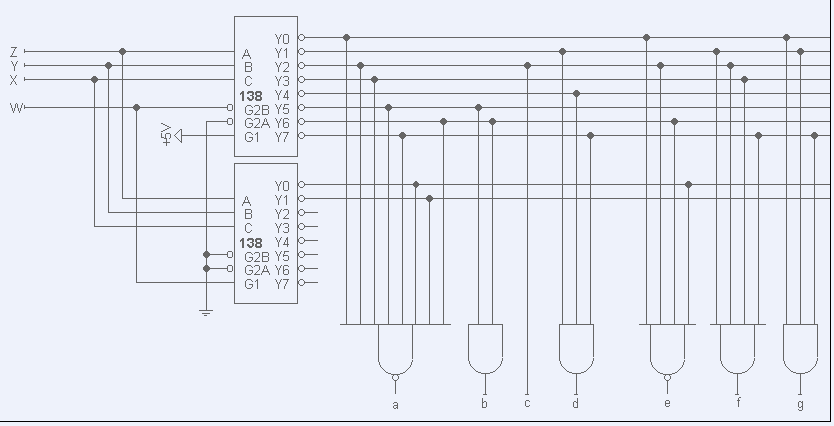 Z
Y
X
W
+5V
A Y0
B Y1
C Y2
138 Y3
G2B Y4
G2A Y5
G1 Y6
Y7
A Y0
B Y1
C Y2
138 Y3
G2B Y4
G2A Y5
G1 Y6
Y7
a b c d e f g